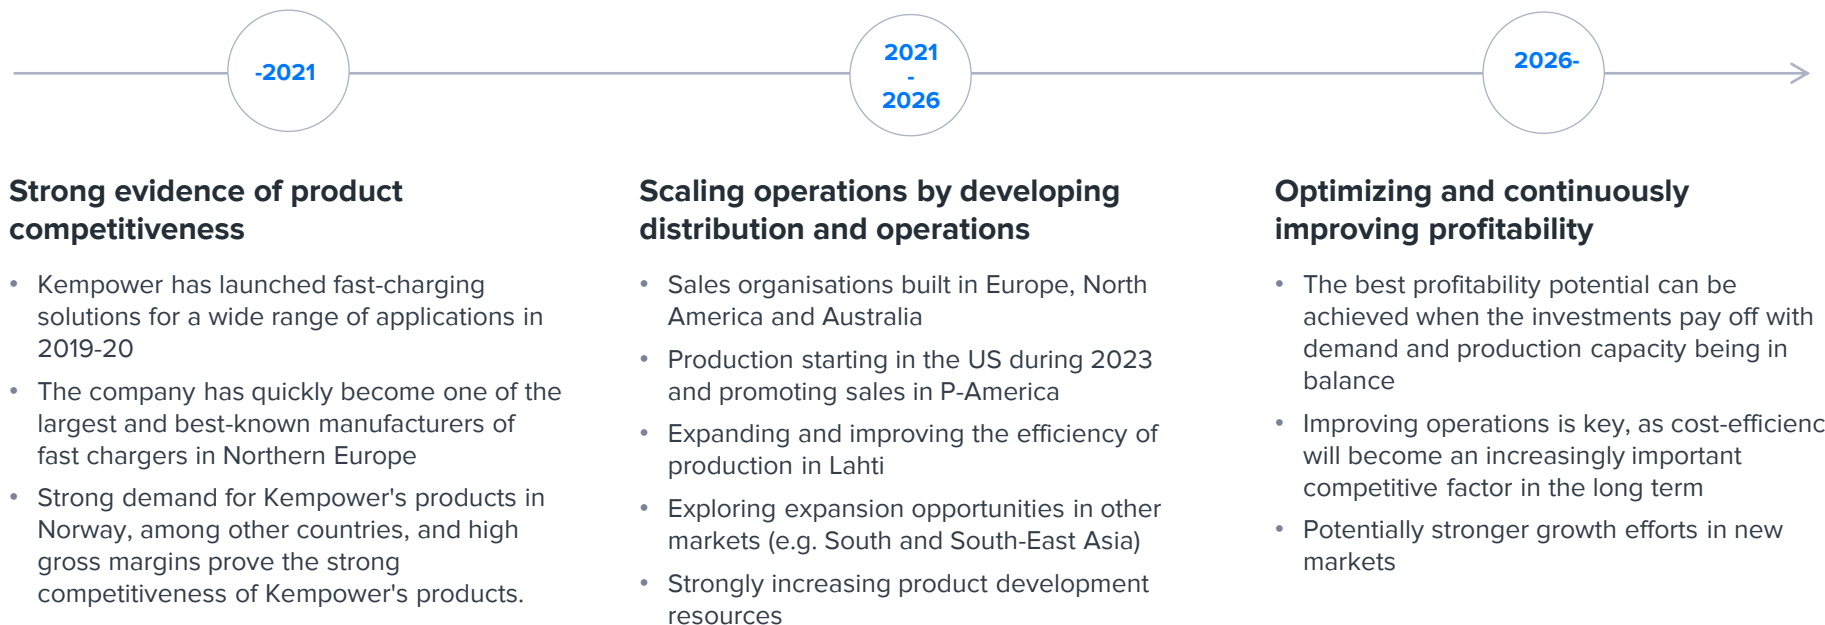 -2021
2021
-
2026
2026-
Strong evidence of product
competitiveness
• Kempower has launched fast-charging
solutions for a wide range of applications in
2019-20
• The company has quickly become one of the
largest and best-known manufacturers of
fast chargers in Northern Europe
• Strong demand for Kempower's products in
Norway, among other countries, and high
gross margins prove the strong
competitiveness of Kempower's products.
Scaling operations by developing
distribution and operations
• Sales organisations built in Europe, North
America and Australia
• Production starting in the US during 2023
and promoting sales in P-America
• Expanding and improving the efficiency of
production in Lahti
• Exploring expansion opportunities in other
markets (e.g. South and South-East Asia)
• Strongly increasing product development
resources
Optimizing and continuously
improving profitability
• The best profitability potential can be
achieved when the investments pay off with
demand and production capacity being in
balance
• Improving operations is key, as cost-efficienc
will become an increasingly important
competitive factor in the long term
• Potentially stronger growth efforts in new
markets